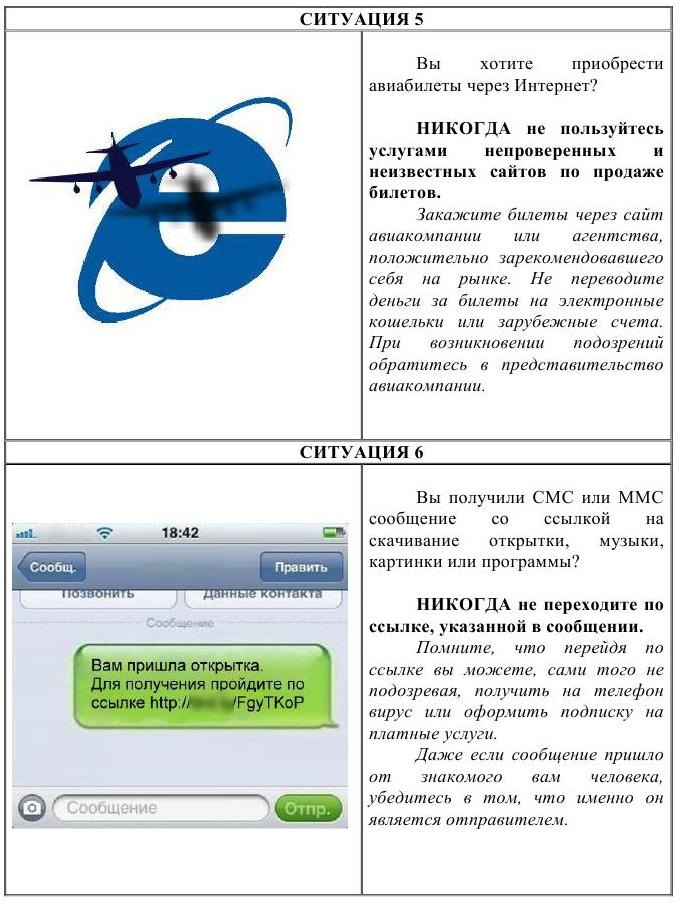 СИТУАЦИЯ 5
Вы хотите приобрести
авиабилеты через Интернет?
НИКОГДА не пользуйтесь
услугами непроверенных и
неизвестных сайтов по продаже
билетов.
Закажите билеты через сайт
авиакомпании или агентства,
положительно зарекомендовавшего
себя на рынке. Не переводите
деньги за билеты на электронные
кошельки или зарубежные счета.
При возникновении подозрений
обратитесь в представительство
авиакомпании.
СИТУАЦИЯ 6
18:42
Сообщ.
Править
Позвонить
Данные контакта
Сообщение
Вам пришла открытка.
Для получения пройдите по
ссылке http:// /FgyTKoP
Сообщение
Отпр.
Вы получили СМС или ММС
сообщение со ссылкой на
скачивание открытки, музыки,
картинки или программы?
НИКОГДА не переходите по
ссылке, указанной в сообщении.
Помните, что перейдя по
ссылке вы можете, сами того не
подозревая, получить на телефон
вирус или оформить подписку на
платные услуги.
Даже если сообщение пришло
от знакомого вам человека,
убедитесь в том, что именно он
является отправителем.